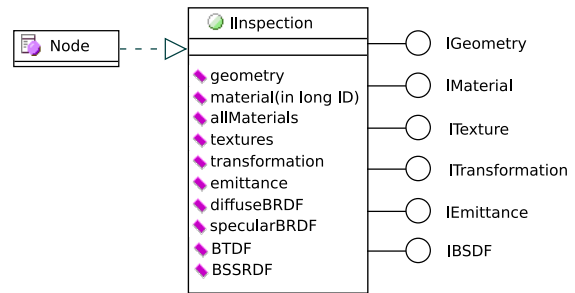 Node
IInspection
geometry
material(in long ID)
allMaterials
textures
transformation
emittance
diffuseBRDF
specularBRDF
BTDF
BSSRDF
IGeometry
IMaterial
ITexture
ITransformation
IEmittance
IBSDF